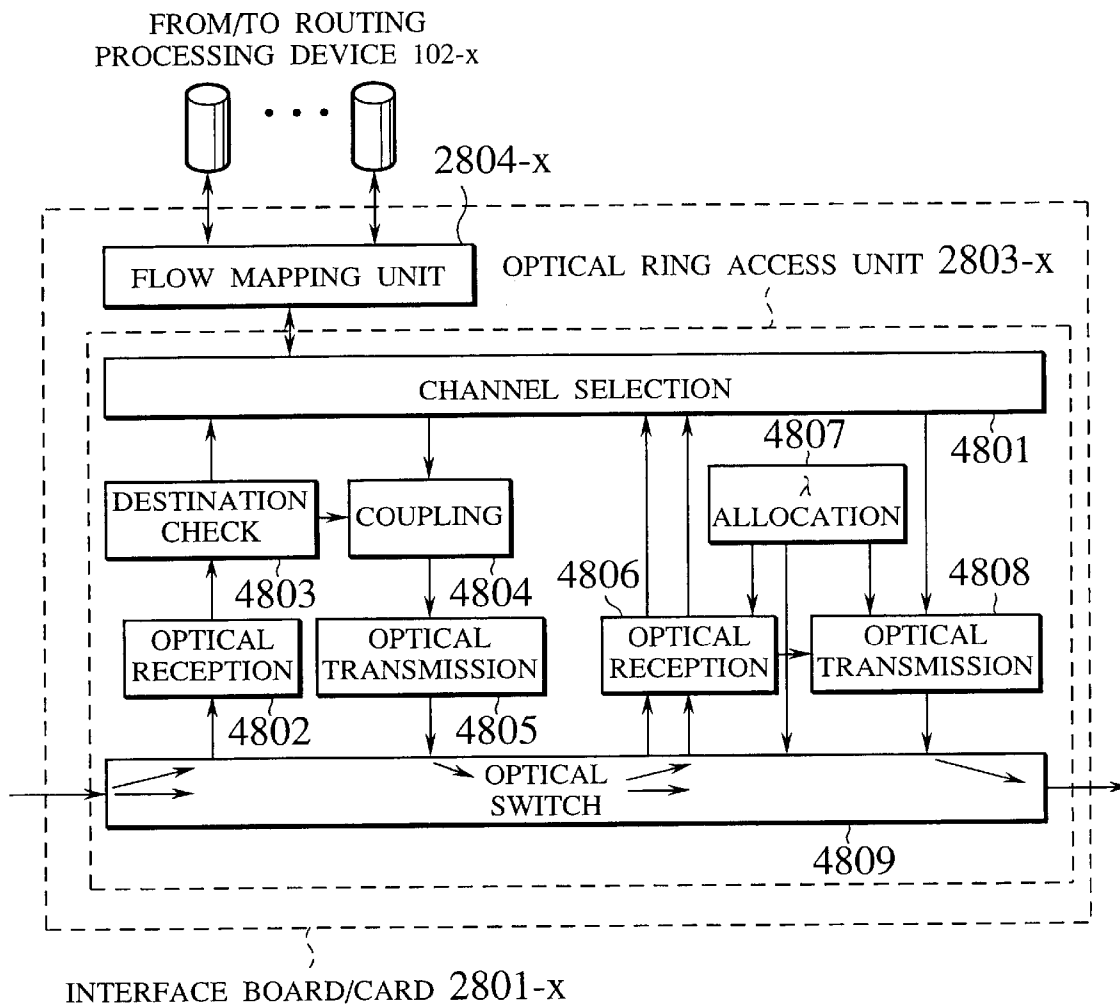 FROM/TO ROUTING
PROCESSING DEVICE 102-x
2804-x
FLOW MAPPING UNIT
OPTICAL RING ACCESS UNIT 2803-x
CHANNEL SELECTION
4801
4807
λ
ALLOCATION
DESTINATION
CHECK
4803
COUPLING
4804
4806
4808
OPTICAL
RECEPTION
4802
OPTICAL
TRANSMISSION
4805
OPTICAL
RECEPTION
OPTICAL
TRANSMISSION
OPTICAL
SWITCH
4809
INTERFACE BOARD/CARD 2801-x